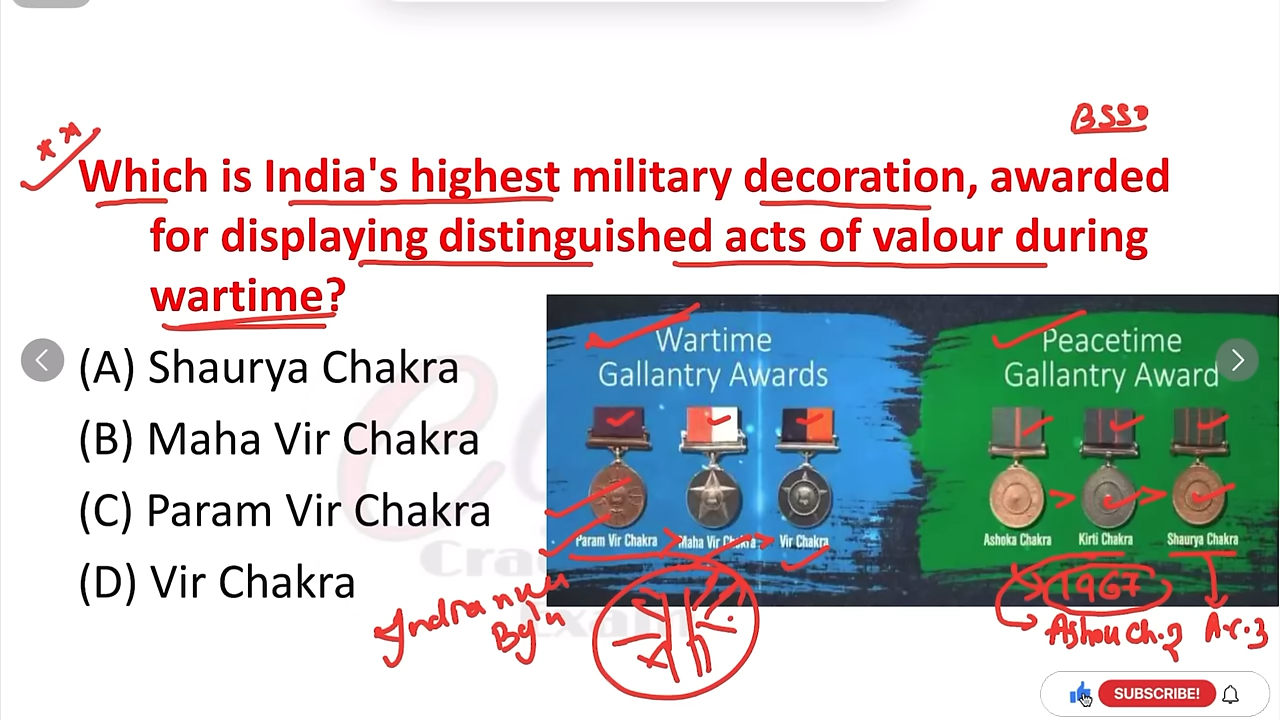 Which is India's highest military decoration, awarded
for displaying distinguished acts of valour during
wartime?
(A) Shaurya Chakra
(B) Maha Vir Chakra
(C) Param Vir Chakra
(D) Vir Chakra
Wartime
Gallantry Awards
Param Vir Chakra > Maha Vir Chakra > Vir Chakra
Peacetime
Gallantry Award
> >
Ashoka Chakra Kirti Chakra Shaurya Chakra
1967
SUBSCRIBE!